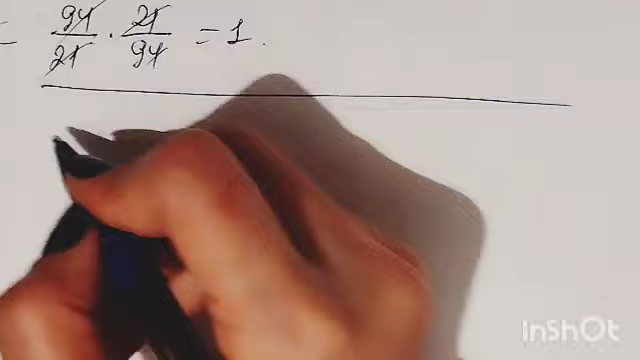 = 94/21 · 21/94 = 1.
InShOt